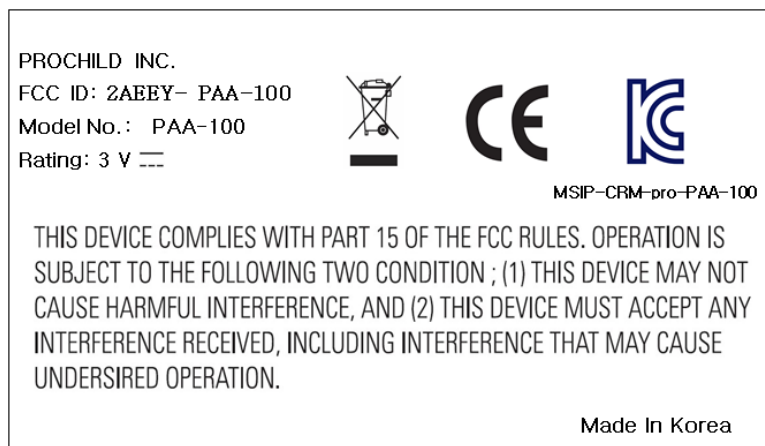 PROCHILD INC.
FCC ID: 2AEEY- PAA-100
Model No.: PAA-100
Rating: 3 V ⎓
CE
KC
MSIP-CRM-pro-PAA-100
THIS DEVICE COMPLIES WITH PART 15 OF THE FCC RULES. OPERATION IS
SUBJECT TO THE FOLLOWING TWO CONDITION ; (1) THIS DEVICE MAY NOT
CAUSE HARMFUL INTERFERENCE, AND (2) THIS DEVICE MUST ACCEPT ANY
INTERFERENCE RECEIVED, INCLUDING INTERFERENCE THAT MAY CAUSE
UNDERSIRED OPERATION.
Made In Korea